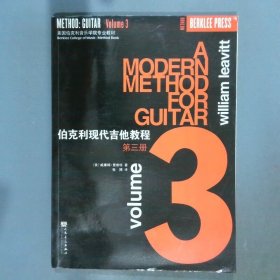 METHOD: GUITAR Volume 3
美国伯克利音乐学院专业教材
Berklee College of Music: Method Book
METHOD
BERKLEE PRESS
A
MODERN
METHOD
FOR
GUITAR
william leavitt
伯克利现代吉他教程
第三册
volume
3